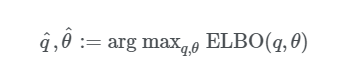 q̂, θ̂ := arg max_{q,θ} ELBO(q, θ)